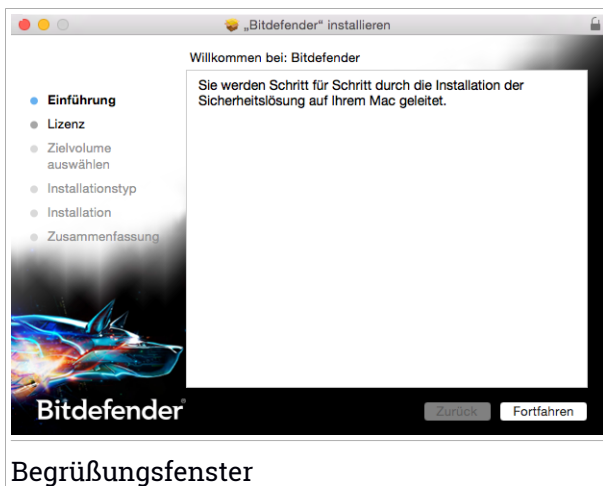 „Bitdefender“ installieren
Willkommen bei: Bitdefender
Einführung
Lizenz
Zielvolume
auswählen
Installationstyp
Installation
Zusammenfassung
Sie werden Schritt für Schritt durch die Installation der
Sicherheitslösung auf Ihrem Mac geleitet.
Bitdefender®
Zurück
Fortfahren
Begrüßungsfenster